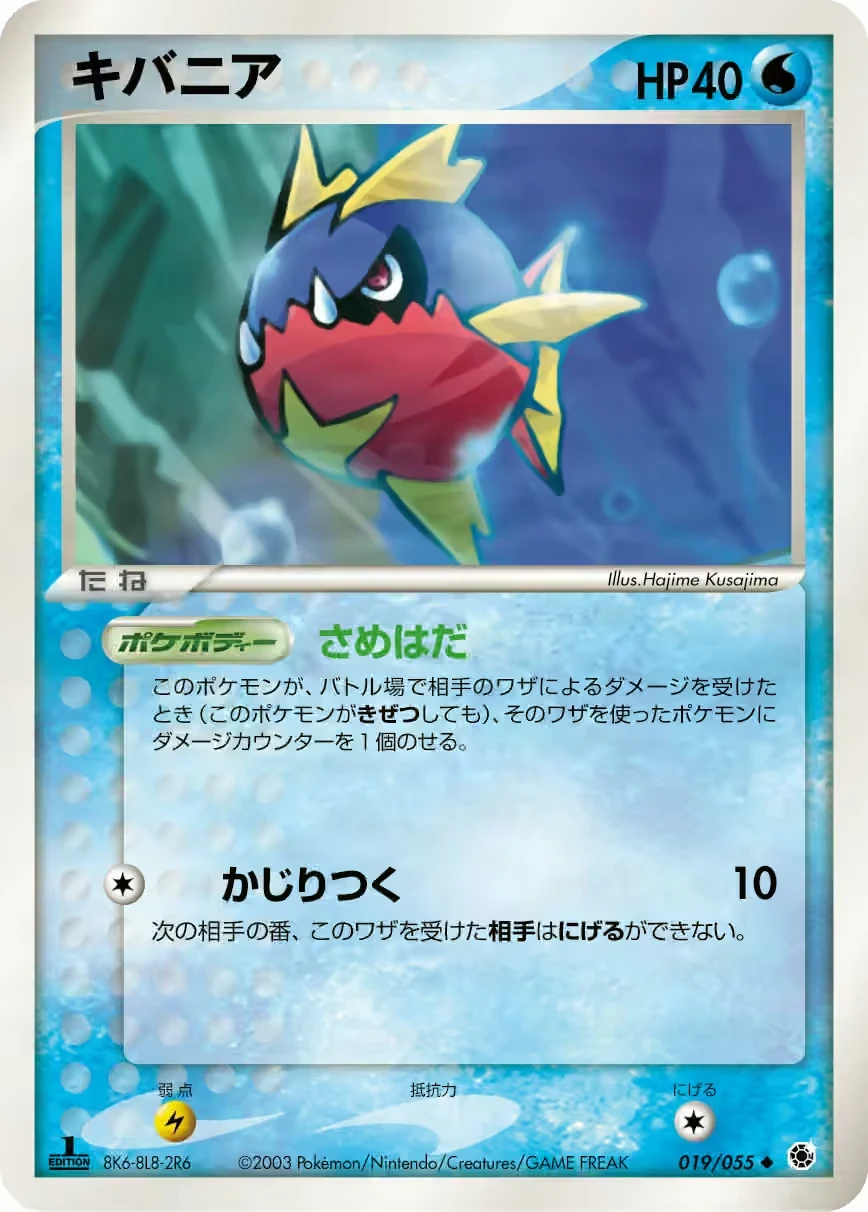 キバニア
HP40
たね
Illus.Hajime Kusajima
ポケボディー さめはだ
このポケモンが、バトル場で相手のワザによるダメージを受けた
とき（このポケモンがきぜつしても）、そのワザを使ったポケモンに
ダメージカウンターを1個のせる。
かじりつく 10
次の相手の番、このワザを受けた相手はにげるができない。
弱点 抵抗力 にげる
1 EDITION 8K6-8L8-2R6 ©2003 Pokémon/Nintendo/Creatures/GAME FREAK 019/055